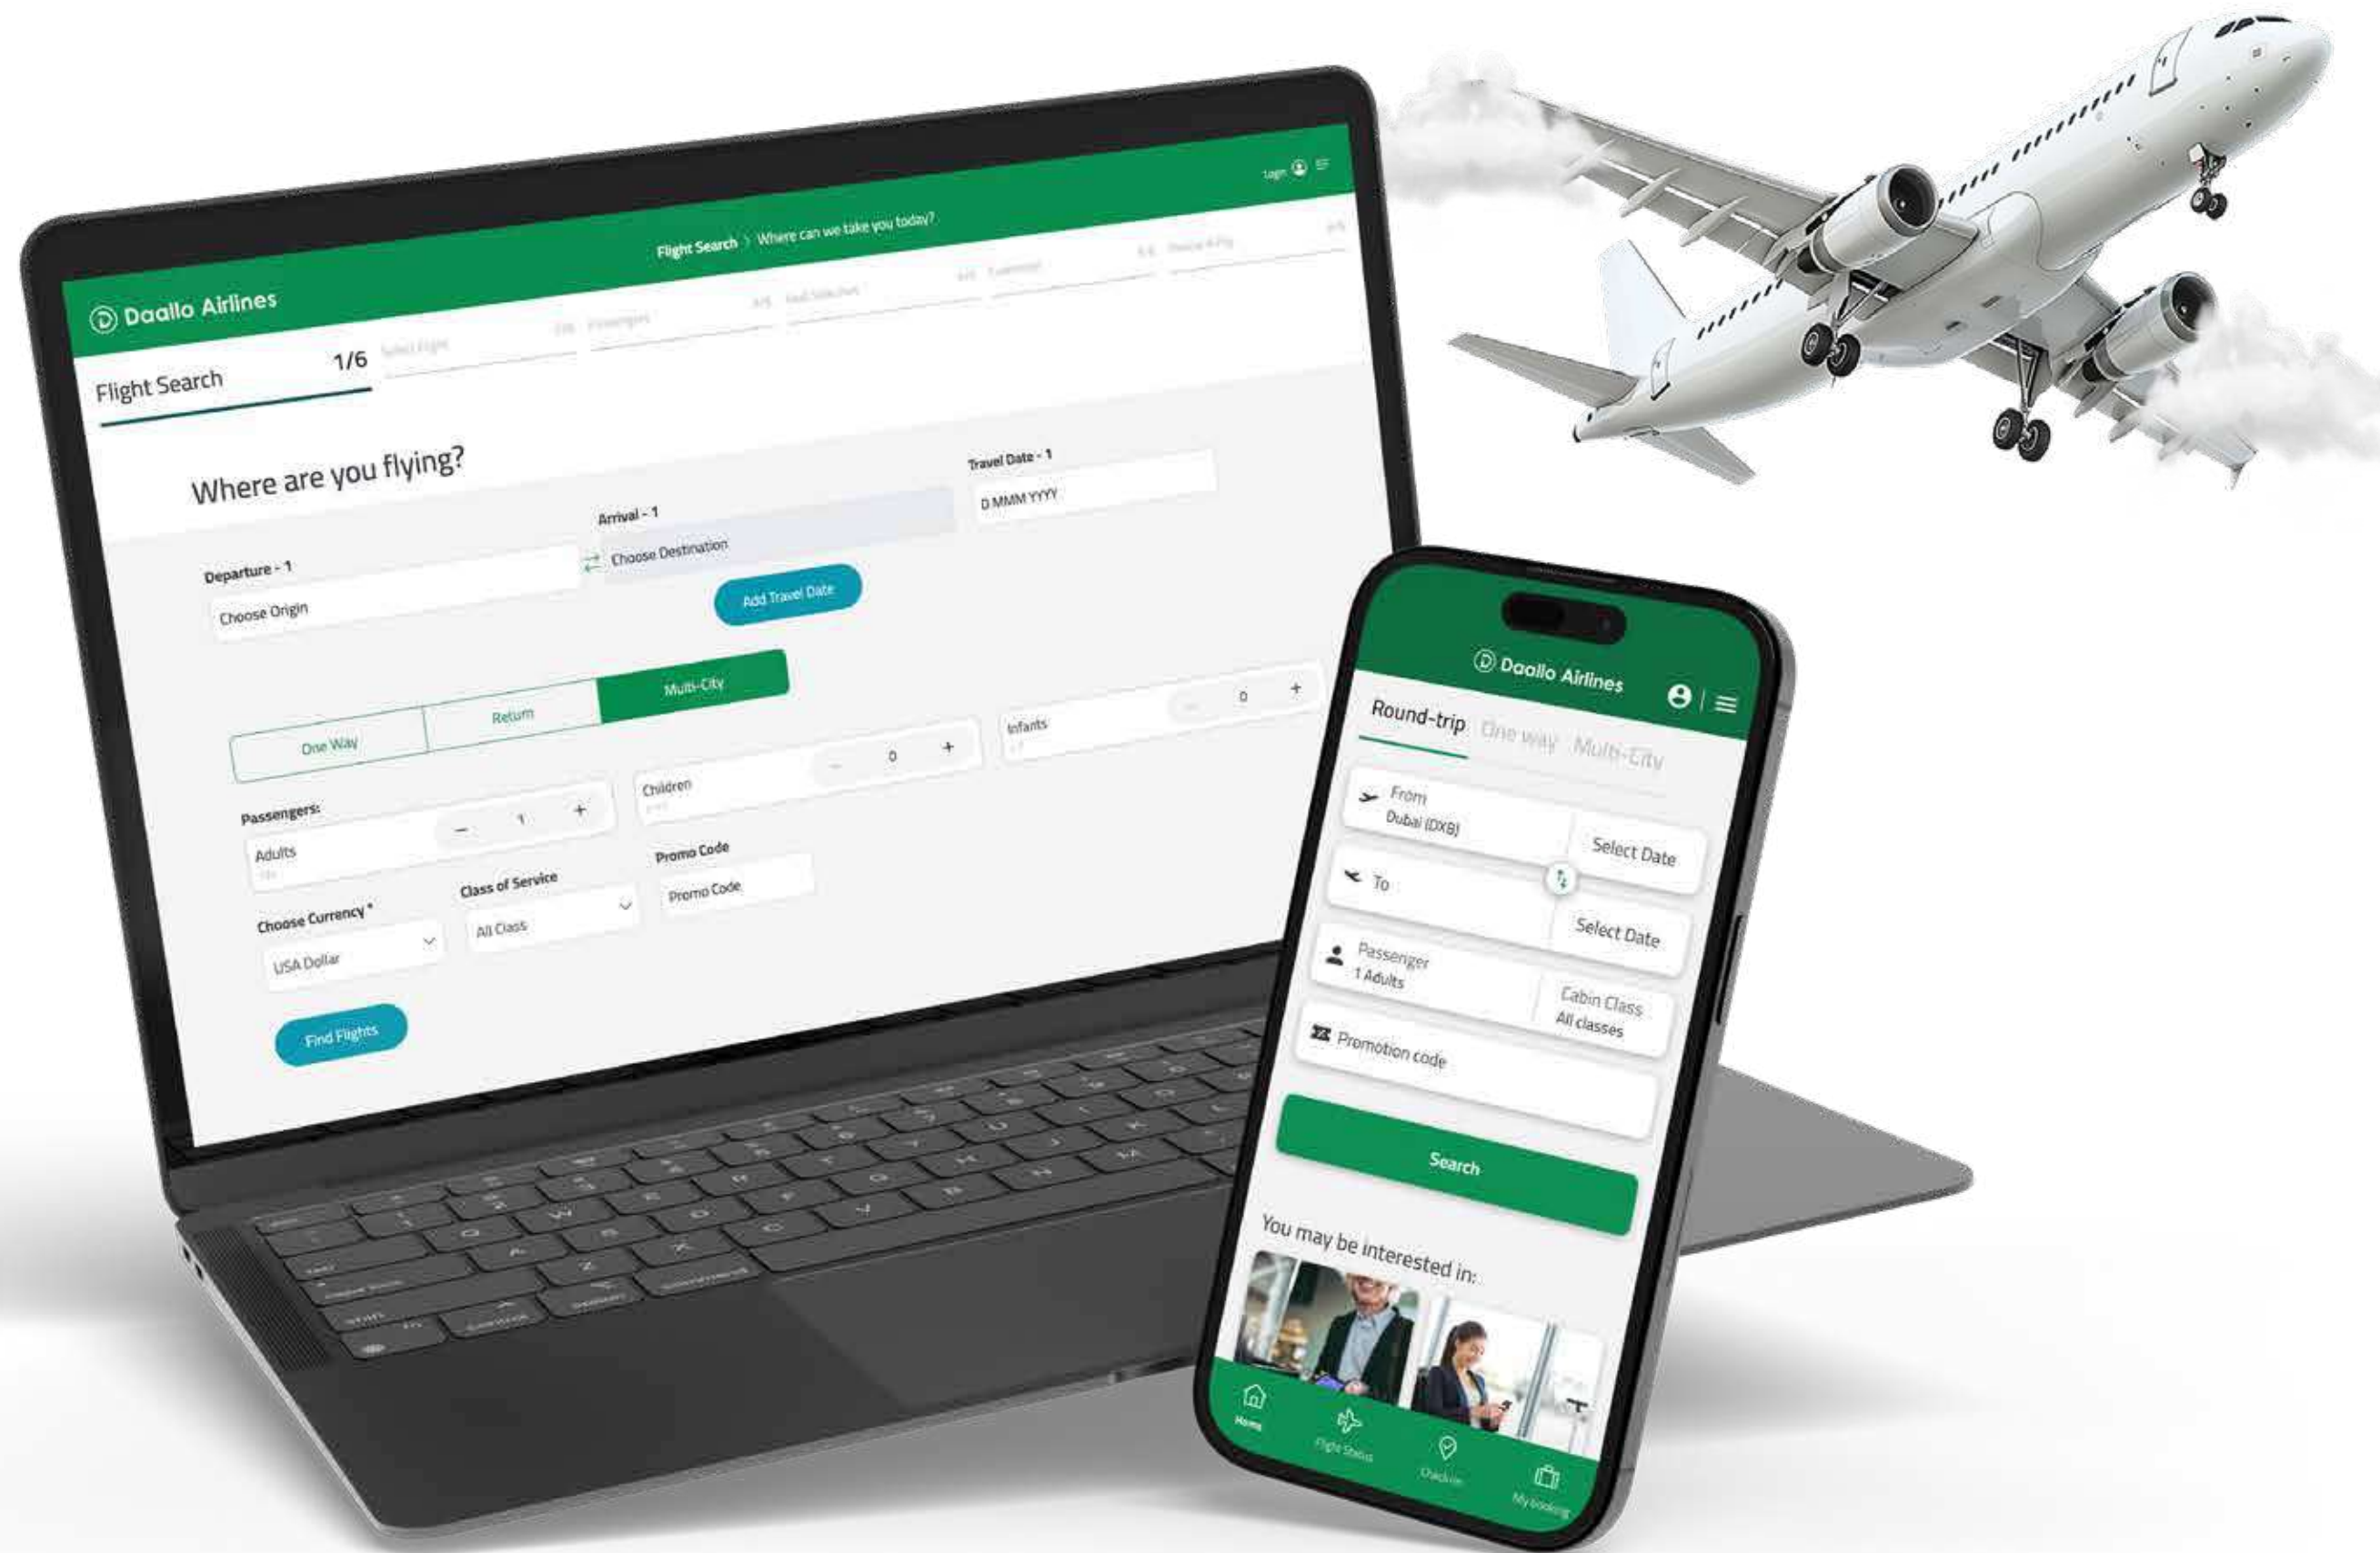 Daallo Airlines
Flight Search > Where can we take you today?
Login
Flight Search 1/6 Select Flight Passengers
Where are you flying?
Departure - 1
Choose Origin
Arrival - 1
Choose Destination
Travel Date - 1
D MMM YYYY
Add Travel Date
One Way Return Multi-City
Passengers:
Adults
− 1 +
Children
− 0 +
Infants
− 0 +
Choose Currency *
USA Dollar
Class of Service
All Class
Promo Code
Promo Code
Find Flights
Daallo Airlines
Round-trip One way Multi-City
From
Dubai (DXB)
Select Date
To
Select Date
Passenger
1 Adults
Cabin Class
All classes
Promotion code
Search
You may be interested in:
Home
Flight Status
Check-in
My booking